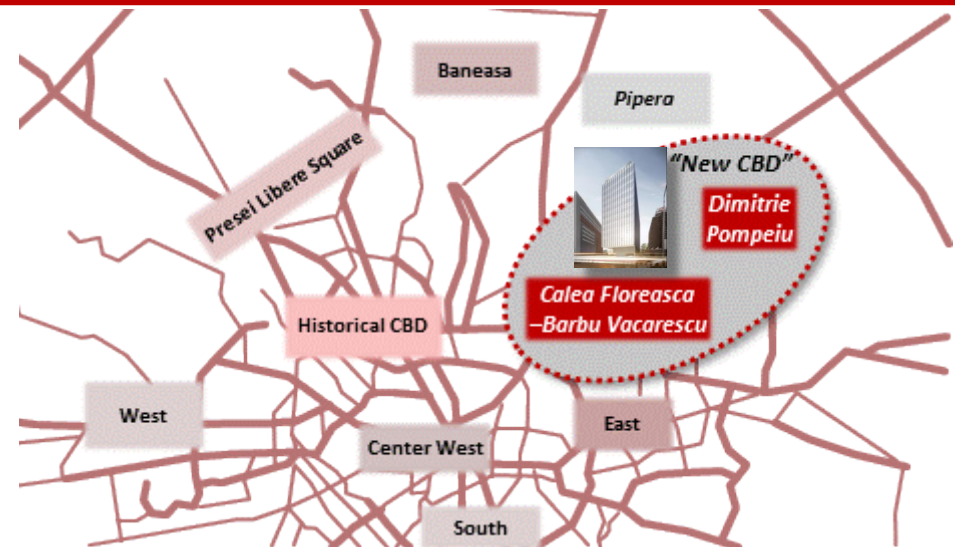 Baneasa
Pipera
Presei Libere Square
“New CBD”
Dimitrie
Pompeiu
Calea Floreasca
–Barbu Vacarescu
Historical CBD
West
East
Center West
South